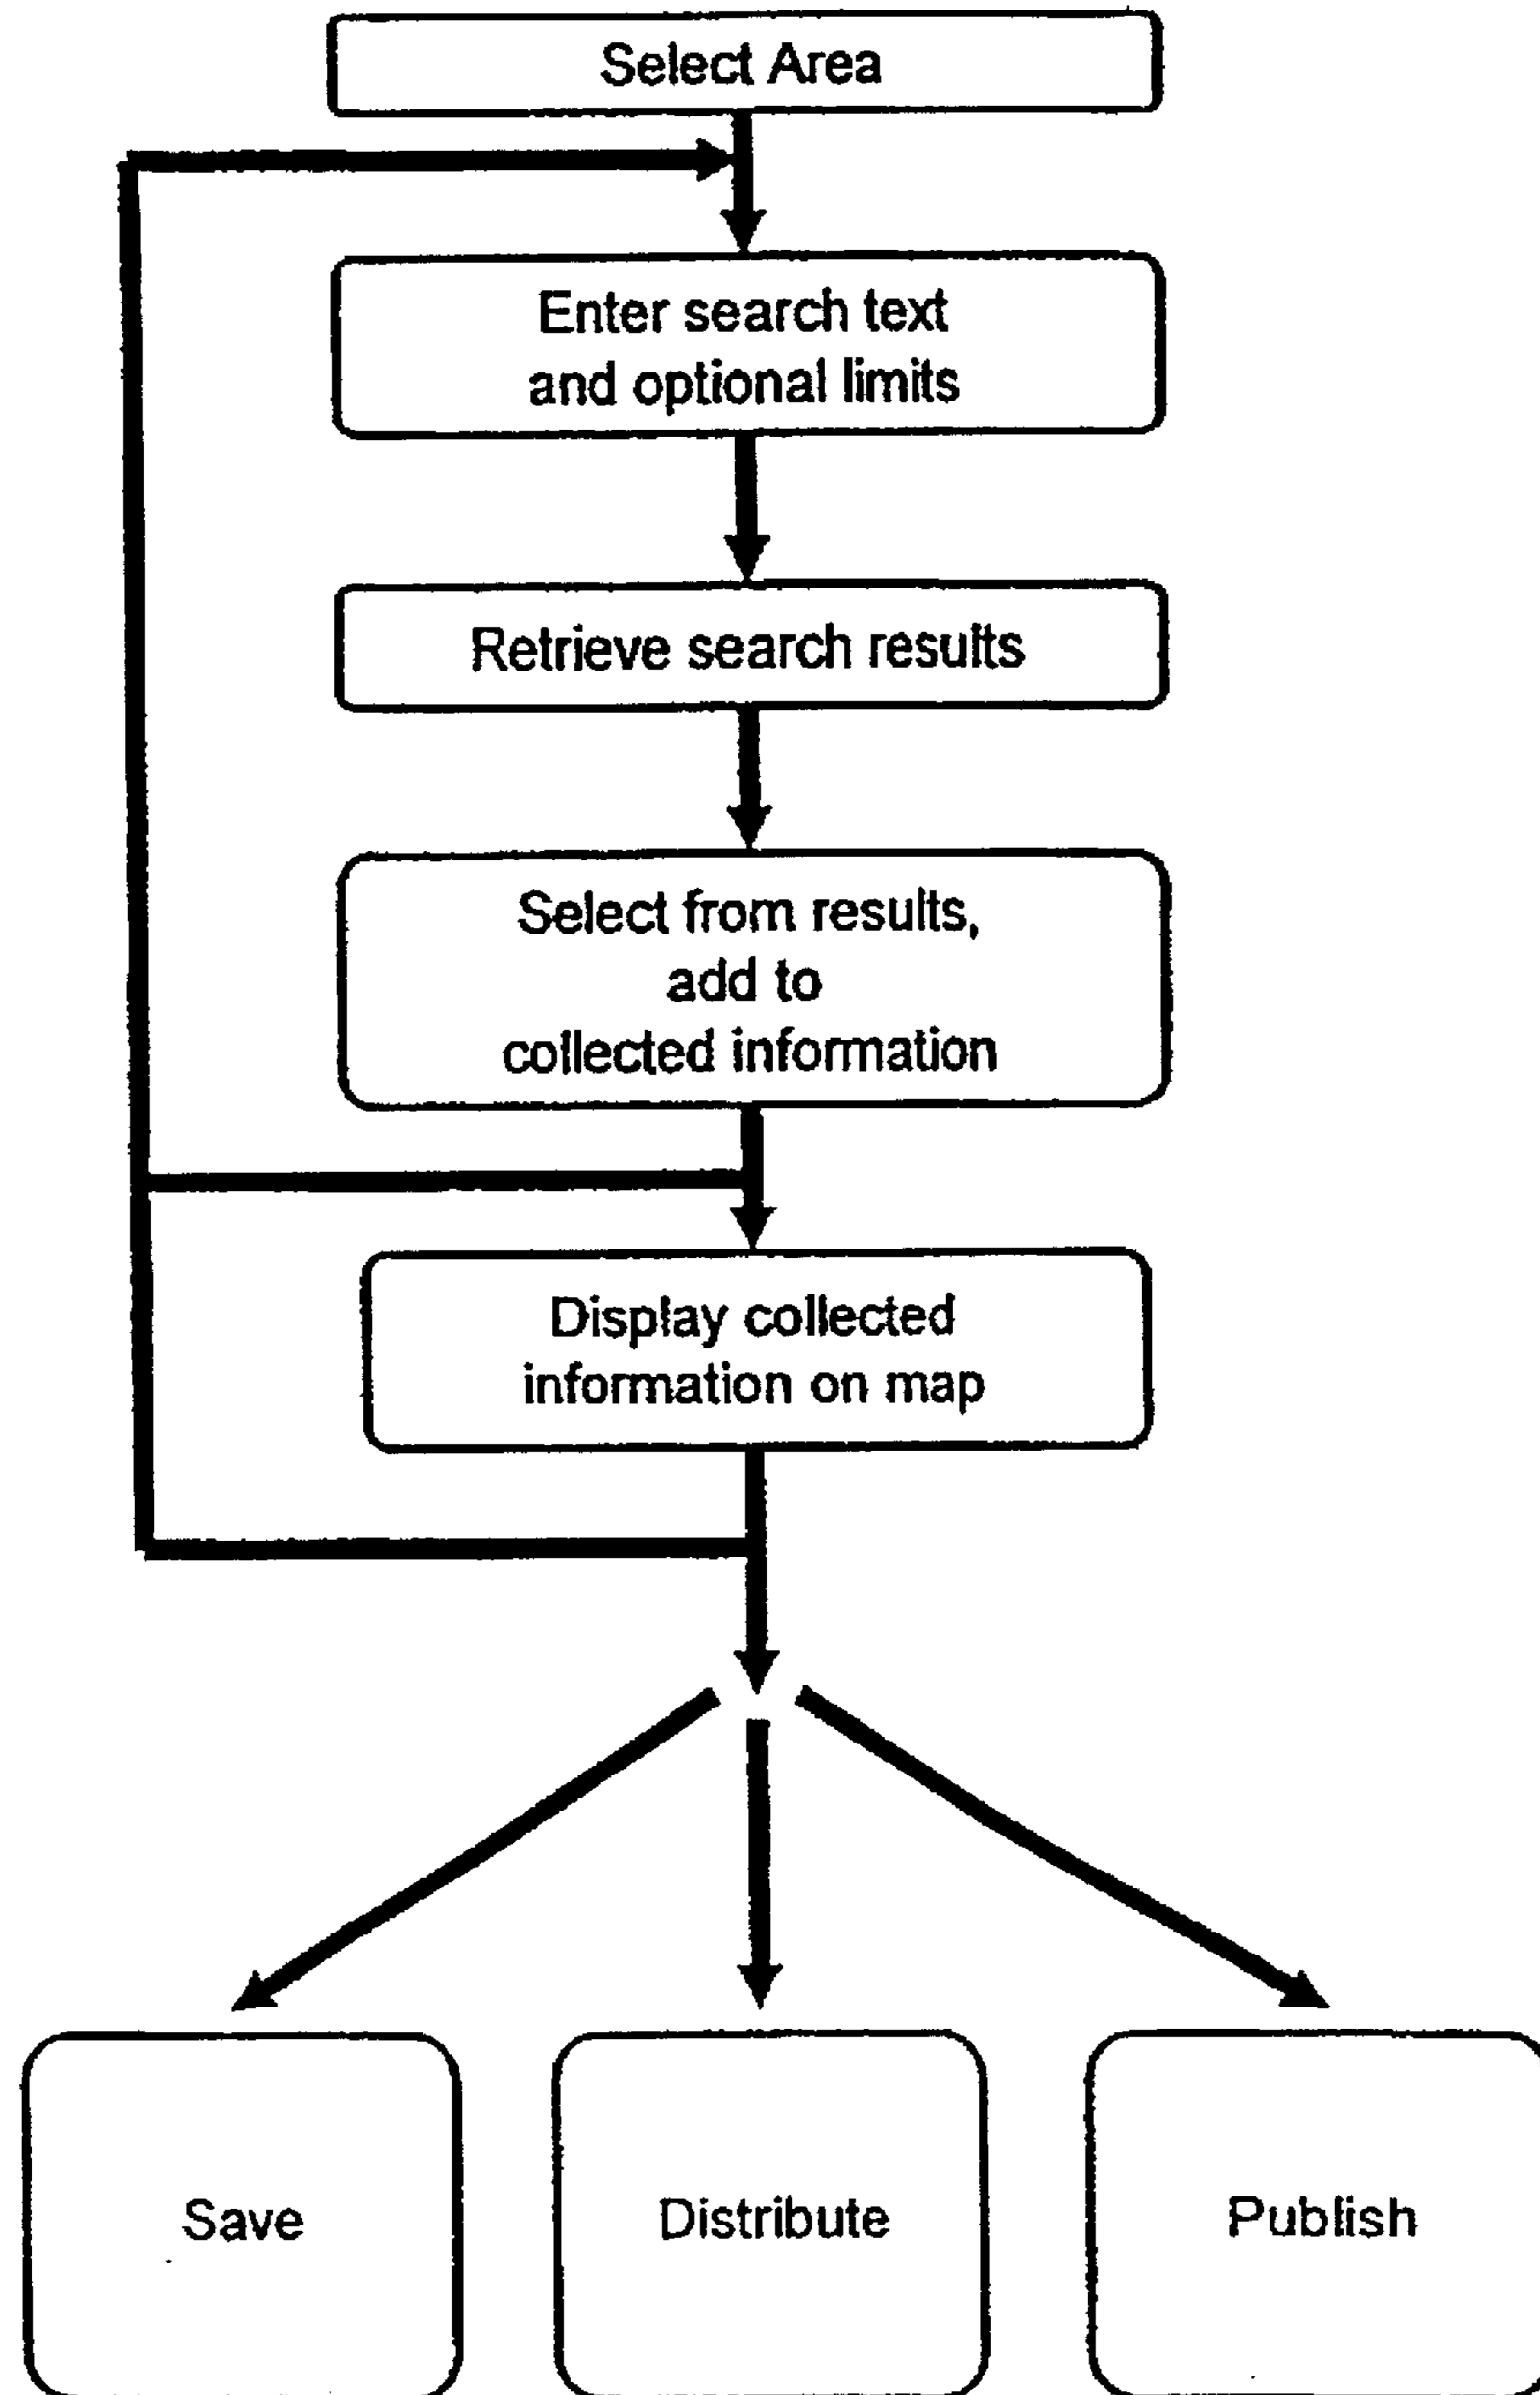 Select Area
Enter search text
and optional limits
Retrieve search results
Select from results,
add to
collected information
Display collected
information on map
Save
Distribute
Publish